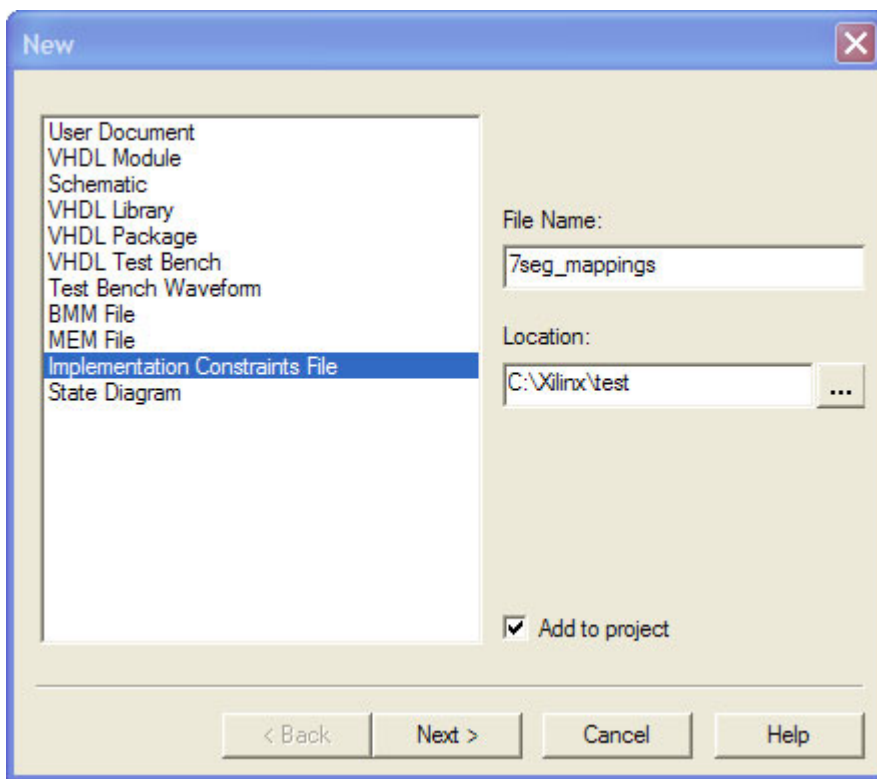 New
User Document
VHDL Module
Schematic
VHDL Library
VHDL Package
VHDL Test Bench
Test Bench Waveform
BMM File
MEM File
Implementation Constraints File
State Diagram
File Name:
7seg_mappings
Location:
C:\Xilinx\test
...
Add to project
< Back
Next >
Cancel
Help